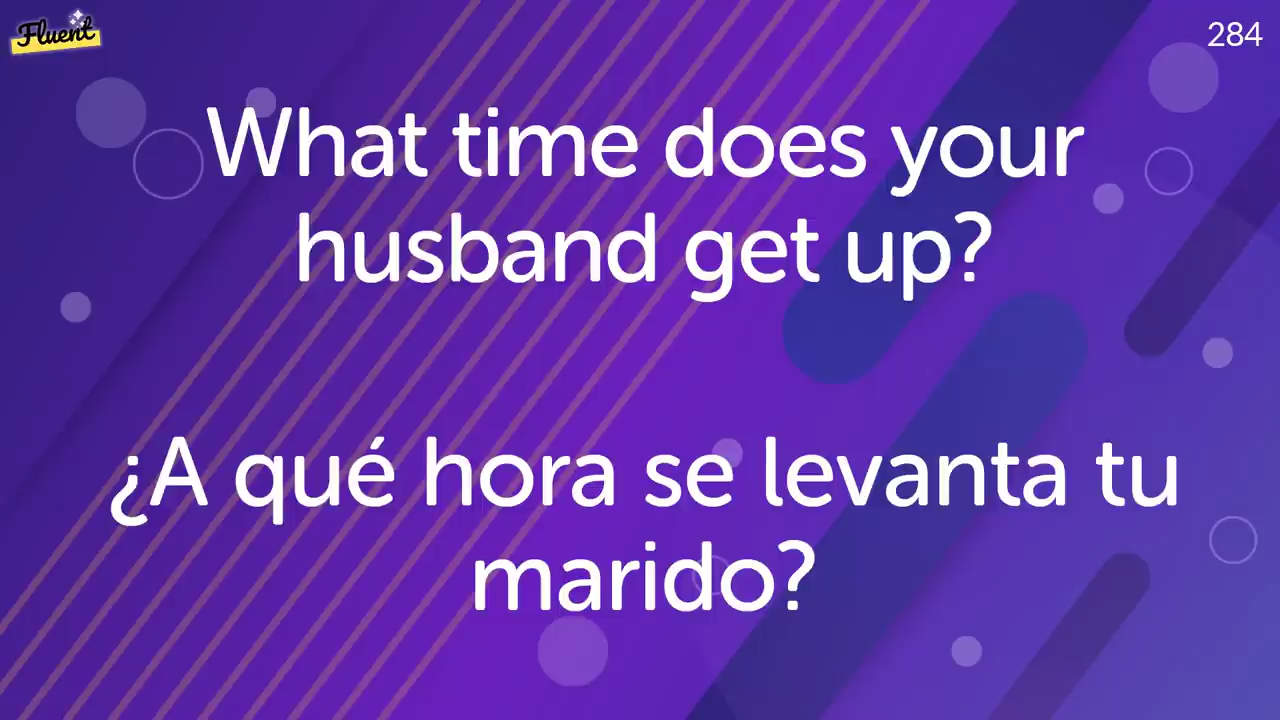 Fluent
284
What time does your
husband get up?
¿A qué hora se levanta tu
marido?